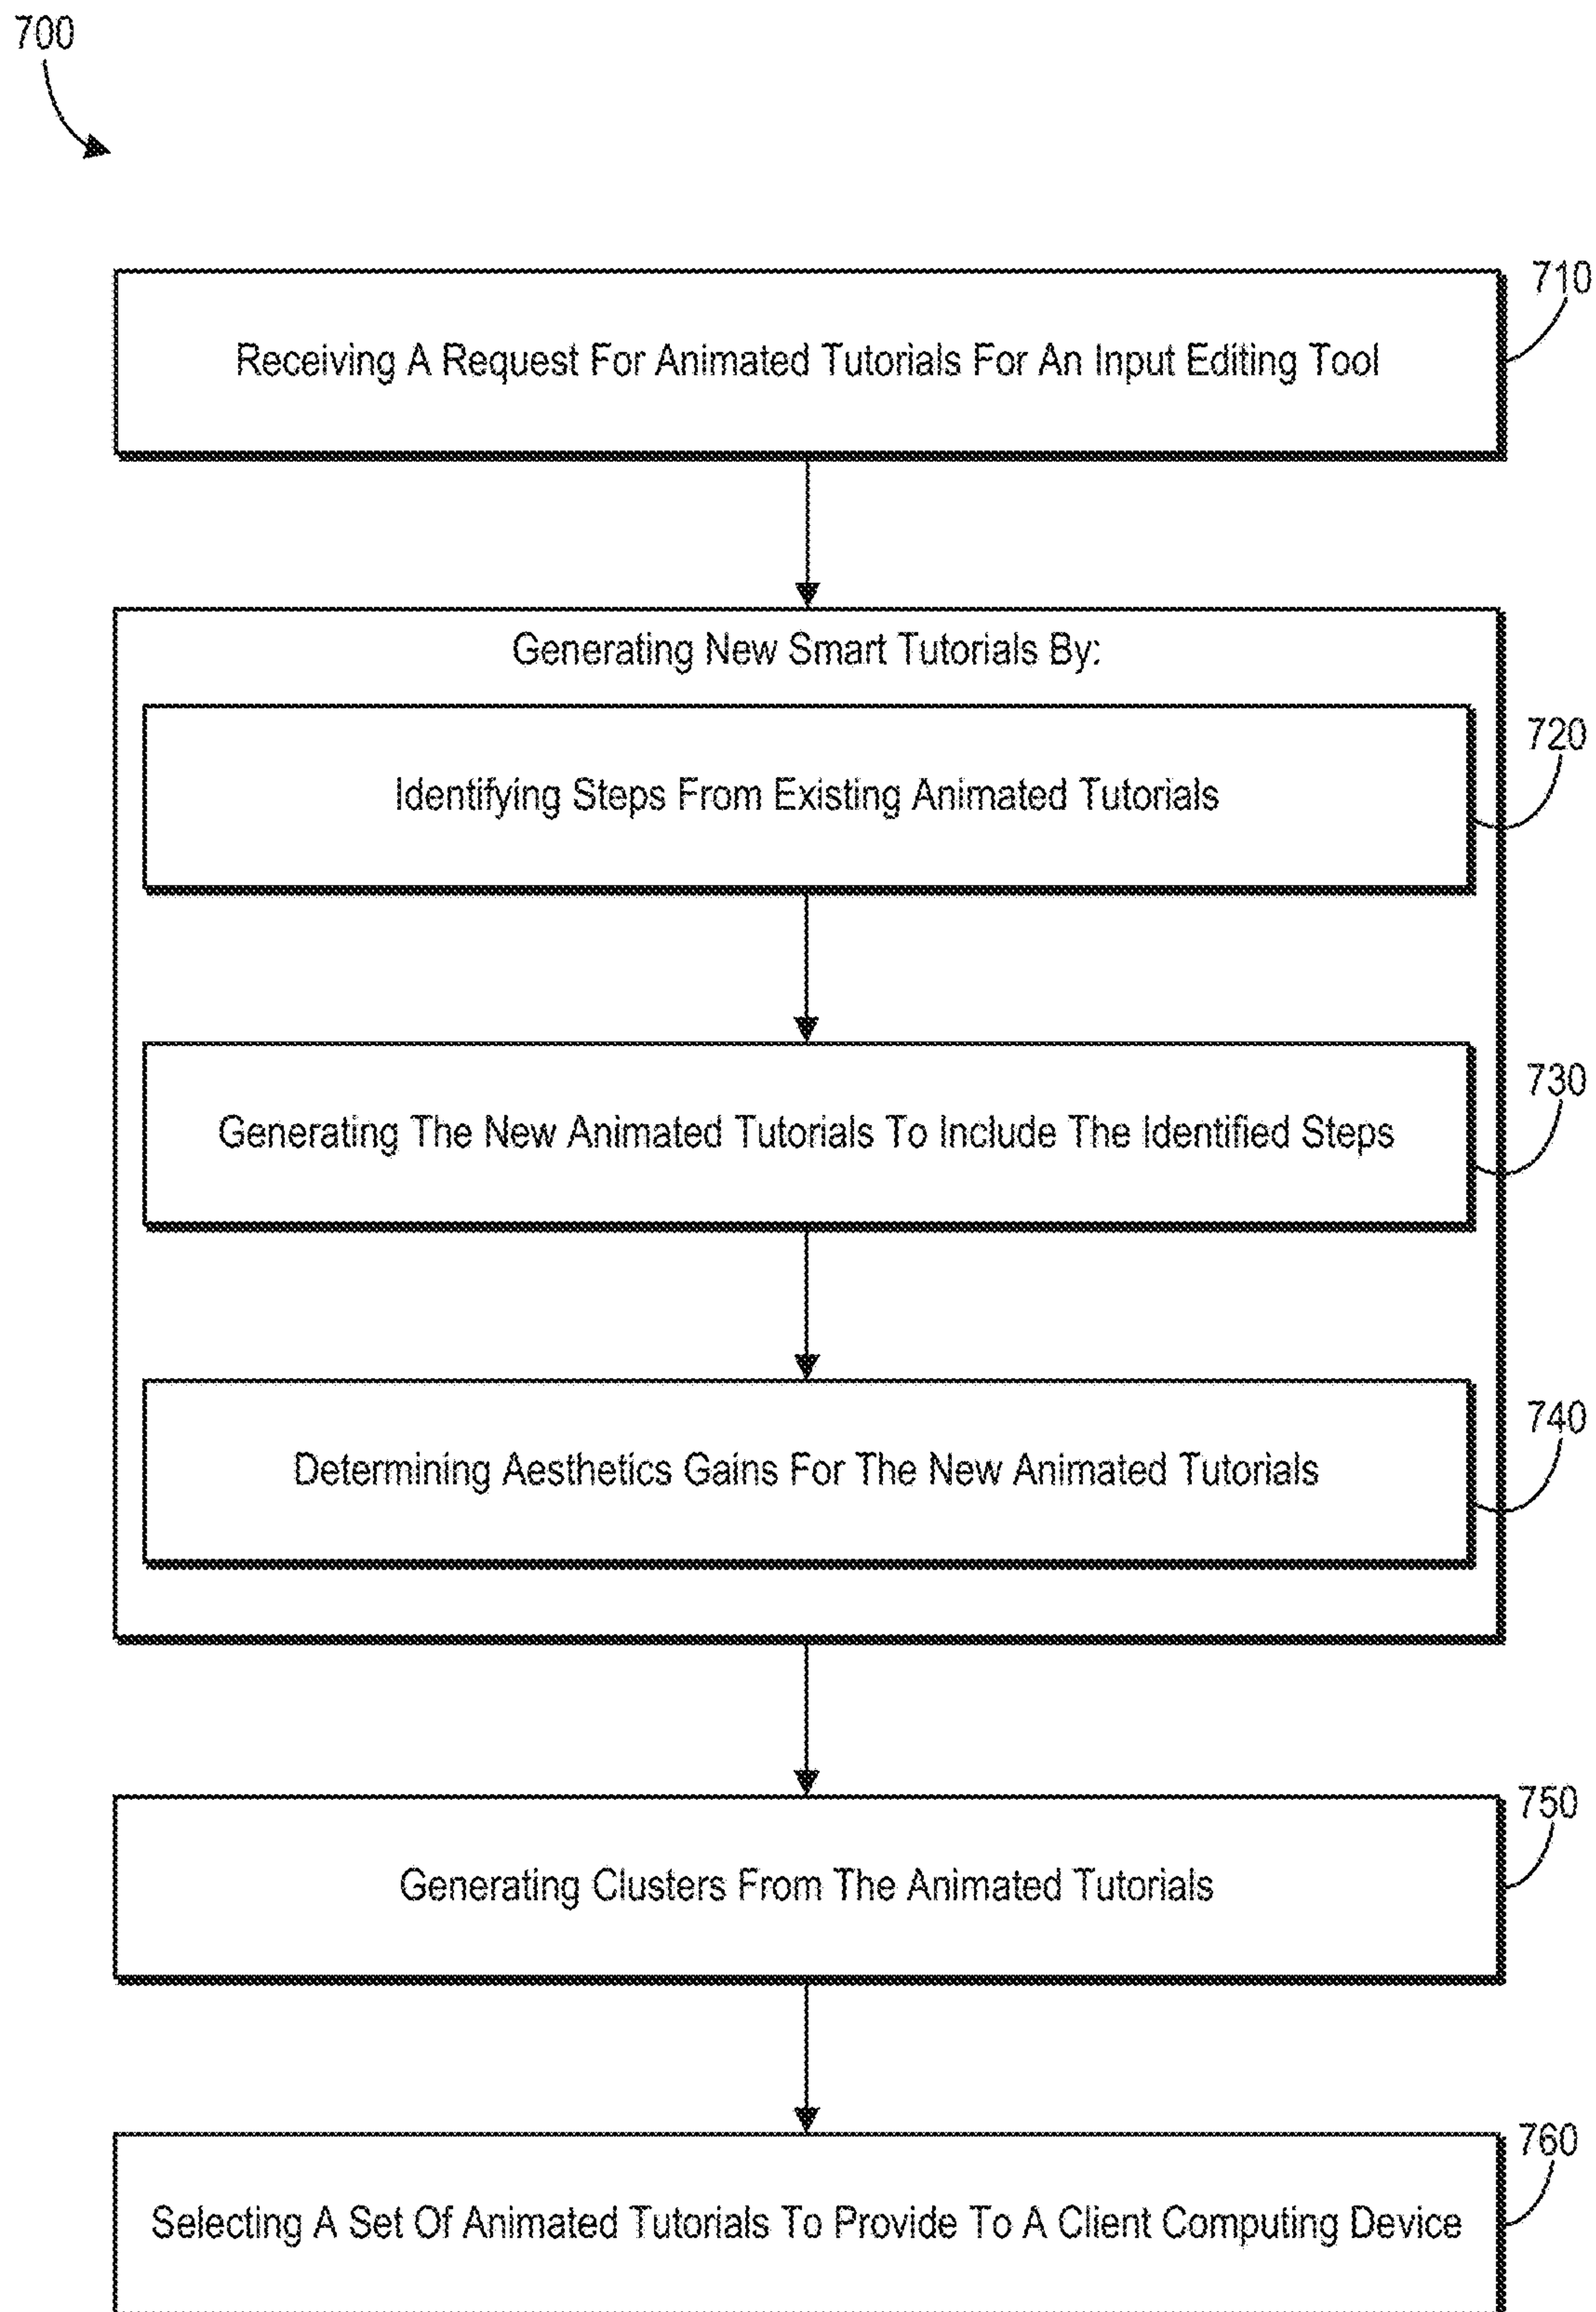 700
710
Receiving A Request For Animated Tutorials For An Input Editing Tool
Generating New Smart Tutorials By:
720
Identifying Steps From Existing Animated Tutorials
730
Generating The New Animated Tutorials To Include The Identified Steps
740
Determining Aesthetics Gains For The New Animated Tutorials
750
Generating Clusters From The Animated Tutorials
760
Selecting A Set Of Animated Tutorials To Provide To A Client Computing Device